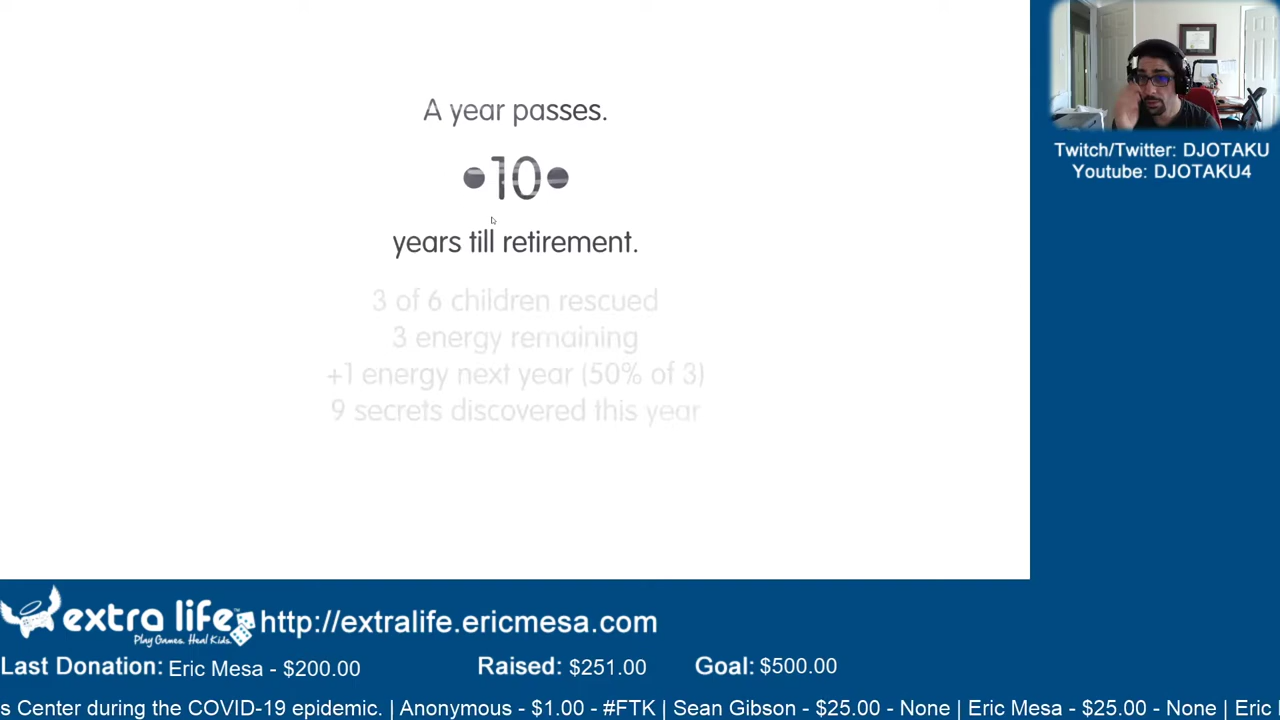 A year passes.
•10•
years till retirement.
3 of 6 children rescued
3 energy remaining
+1 energy next year (50% of 3)
9 secrets discovered this year
Twitch/Twitter: DJOTAKU
Youtube: DJOTAKU4
extra life
Play Games. Heal Kids.
http://extralife.ericmesa.com
Last Donation: Eric Mesa - $200.00 Raised: $251.00 Goal: $500.00
s Center during the COVID-19 epidemic. | Anonymous - $1.00 - #FTK | Sean Gibson - $25.00 - None | Eric Mesa - $25.00 - None | Eric